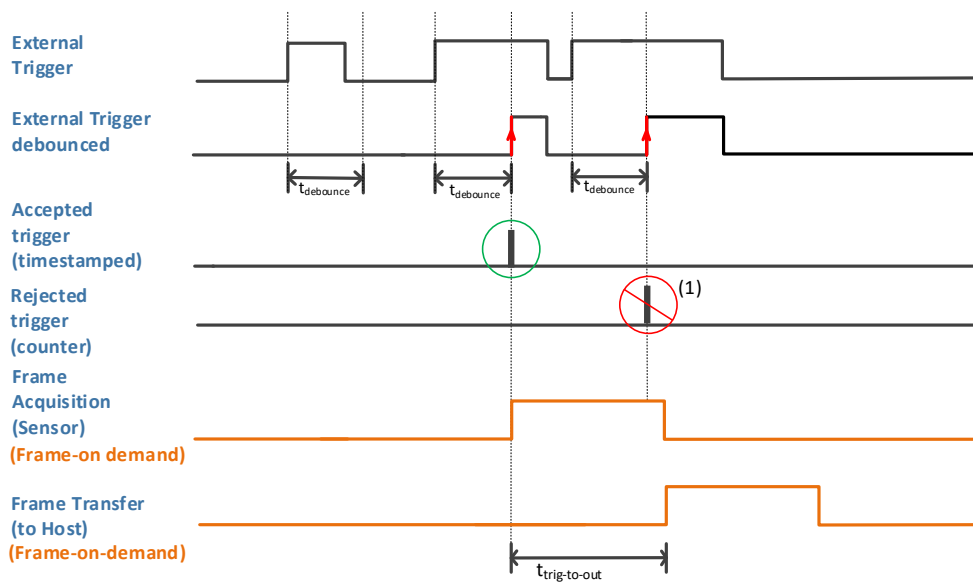 External
Trigger
External Trigger
debounced
tdebounce
tdebounce
tdebounce
Accepted
trigger
(timestamped)
Rejected
trigger
(counter)
(1)
Frame
Acquisition
(Sensor)
(Frame-on demand)
Frame Transfer
(to Host)
(Frame-on-demand)
ttrig-to-out